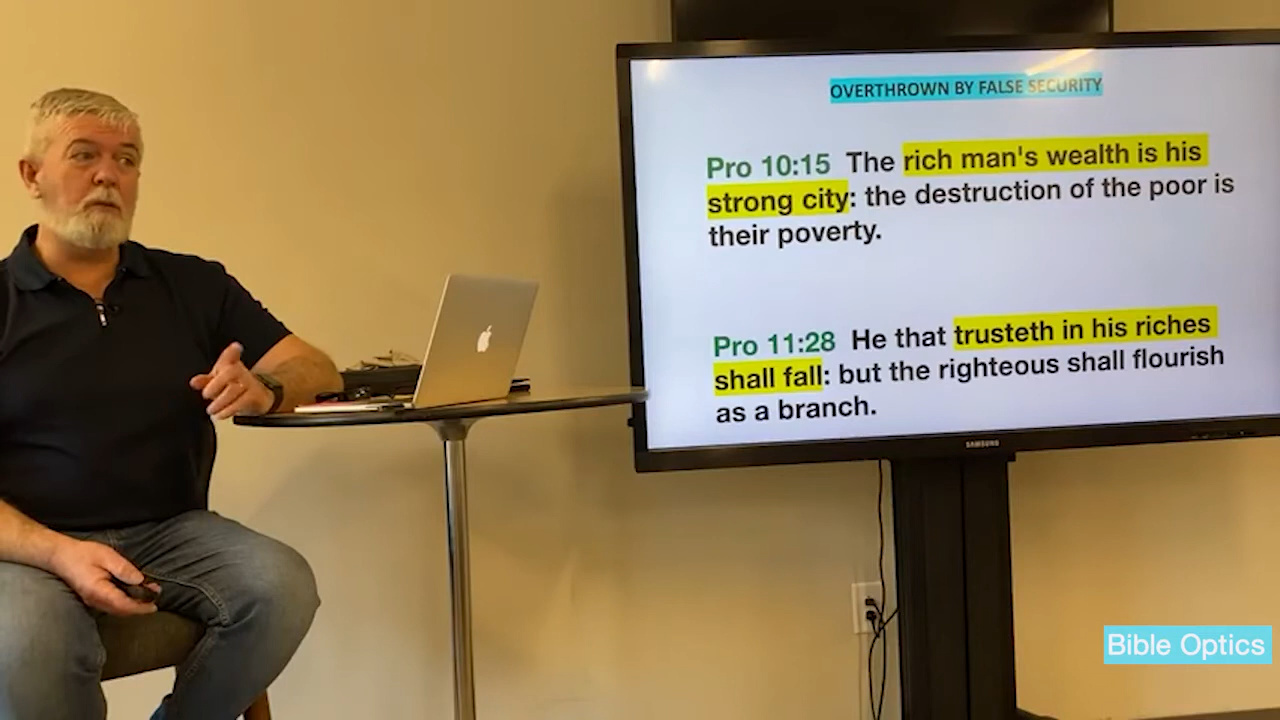 OVERTHROWN BY FALSE SECURITY
Pro 10:15 The rich man's wealth is his
strong city: the destruction of the poor is
their poverty.
Pro 11:28 He that trusteth in his riches
shall fall: but the righteous shall flourish
as a branch.
SAMSUNG
Bible Optics